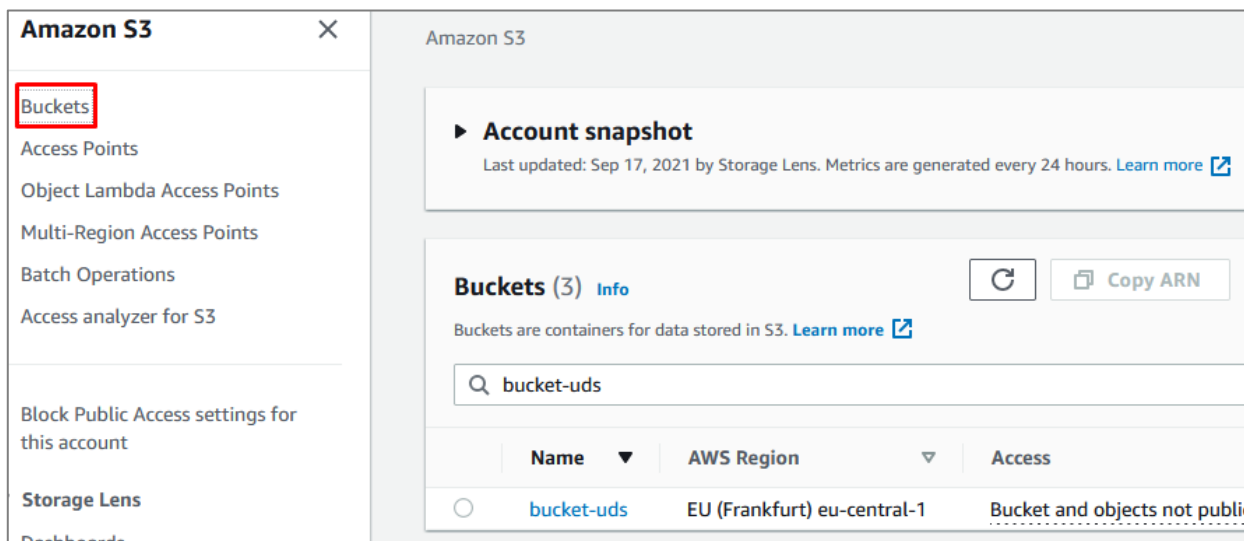 Amazon S3
Buckets
Access Points
Object Lambda Access Points
Multi-Region Access Points
Batch Operations
Access analyzer for S3
Block Public Access settings for
this account
Storage Lens
Dashboards
Amazon S3
Account snapshot
Last updated: Sep 17, 2021 by Storage Lens. Metrics are generated every 24 hours. Learn more
Buckets (3) Info
Copy ARN
Buckets are containers for data stored in S3. Learn more
bucket-uds
Name AWS Region Access
bucket-uds EU (Frankfurt) eu-central-1 Bucket and objects not